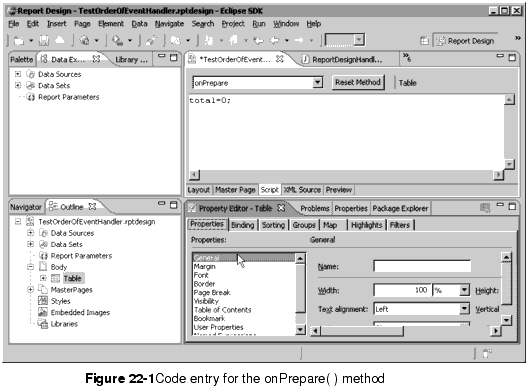 Report Design - TestOrderOfEventHandler.rptdesign - Eclipse SDK
File Edit Insert Page Element Data Navigate Search Project Run Window Help
Report Design
Palette Data Ex... Library ...
Data Sources
Data Sets
Report Parameters
*TestOrderOfEvent... ReportDesignHandl...
onPrepare Reset Method Table
total=0;
Layout Master Page Script XML Source Preview
Navigator Outline
TestOrderOfEventHandler.rptdesign
Data Sources
Data Sets
Report Parameters
Body
Table
MasterPages
Styles
Embedded Images
Libraries
Property Editor - Table Problems Properties Package Explorer
Properties Binding Sorting Groups Map Highlights Filters
Properties:
General
Margin
Font
Border
Page Break
Visibility
Table of Contents
Bookmark
User Properties
General
Name:
Width: 100 % Height:
Text alignment: Left Vertical
Figure 22-1Code entry for the onPrepare( ) method